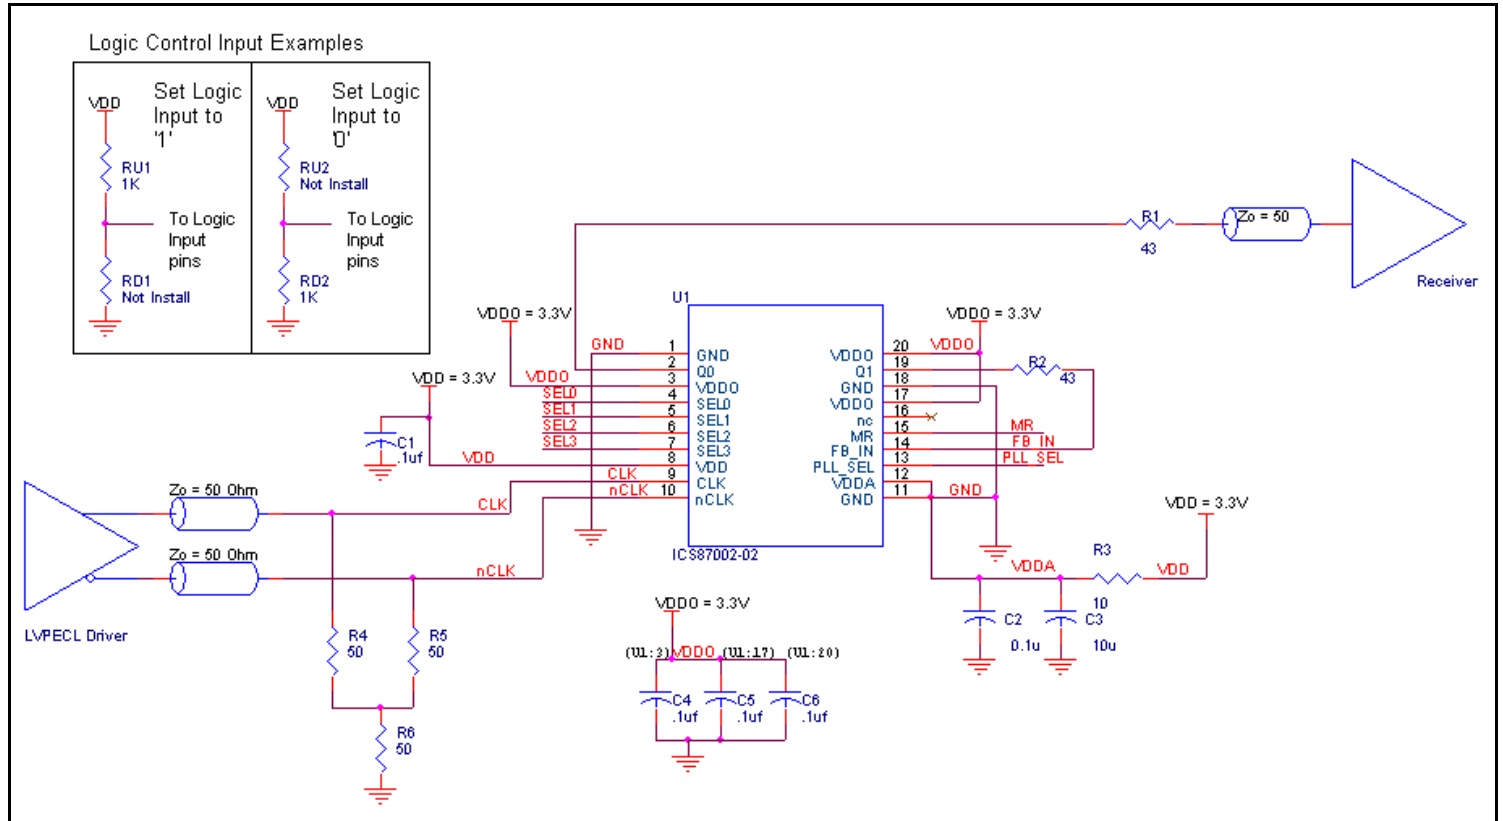 Logic Control Input Examples
VDD
Set Logic
Input to
'1'
RU1
1K
To Logic
Input
pins
RD1
Not Install
VDD
Set Logic
Input to
'0'
RU2
Not Install
To Logic
Input
pins
RD2
1K
R1
43
Zo = 50
Receiver
U1
VDDO = 3.3V
GND
VDDO
SEL0
SEL1
SEL2
SEL3
VDD = 3.3V
C1
.1uf
VDD
CLK
nCLK
1
2
3
4
5
6
7
8
9
10
GND
Q0
VDDO
SEL0
SEL1
SEL2
SEL3
VDD
CLK
nCLK
VDDO
Q1
GND
VDDO
nc
MR
FB_IN
PLL_SEL
VDDA
GND
20
19
18
17
16
15
14
13
12
11
ICS87002-02
VDDO = 3.3V
VDDO
R2
43
MR
FB_IN
PLL_SEL
GND
VDD = 3.3V
R3
10
VDDA
VDD
C2
0.1u
C3
10u
Zo = 50 Ohm
CLK
Zo = 50 Ohm
nCLK
LVPECL Driver
R4
50
R5
50
R6
50
VDDO = 3.3V
(U1:3)
VDDO
(U1:17)
(U1:20)
C4
.1uf
C5
.1uf
C6
.1uf